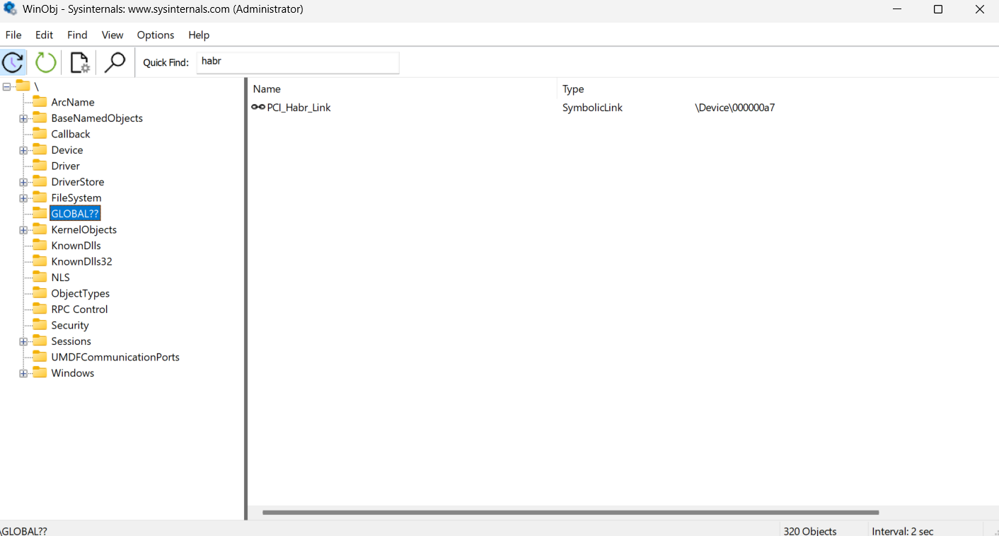 WinObj - Sysinternals: www.sysinternals.com (Administrator)
File Edit Find View Options Help
Quick Find: habr
\
ArcName
BaseNamedObjects
Callback
Device
Driver
DriverStore
FileSystem
GLOBAL??
KernelObjects
KnownDlls
KnownDlls32
NLS
ObjectTypes
RPC Control
Security
Sessions
UMDFCommunicationPorts
Windows
Name Type
PCI_Habr_Link SymbolicLink \Device\000000a7
\GLOBAL?? 320 Objects Interval: 2 sec